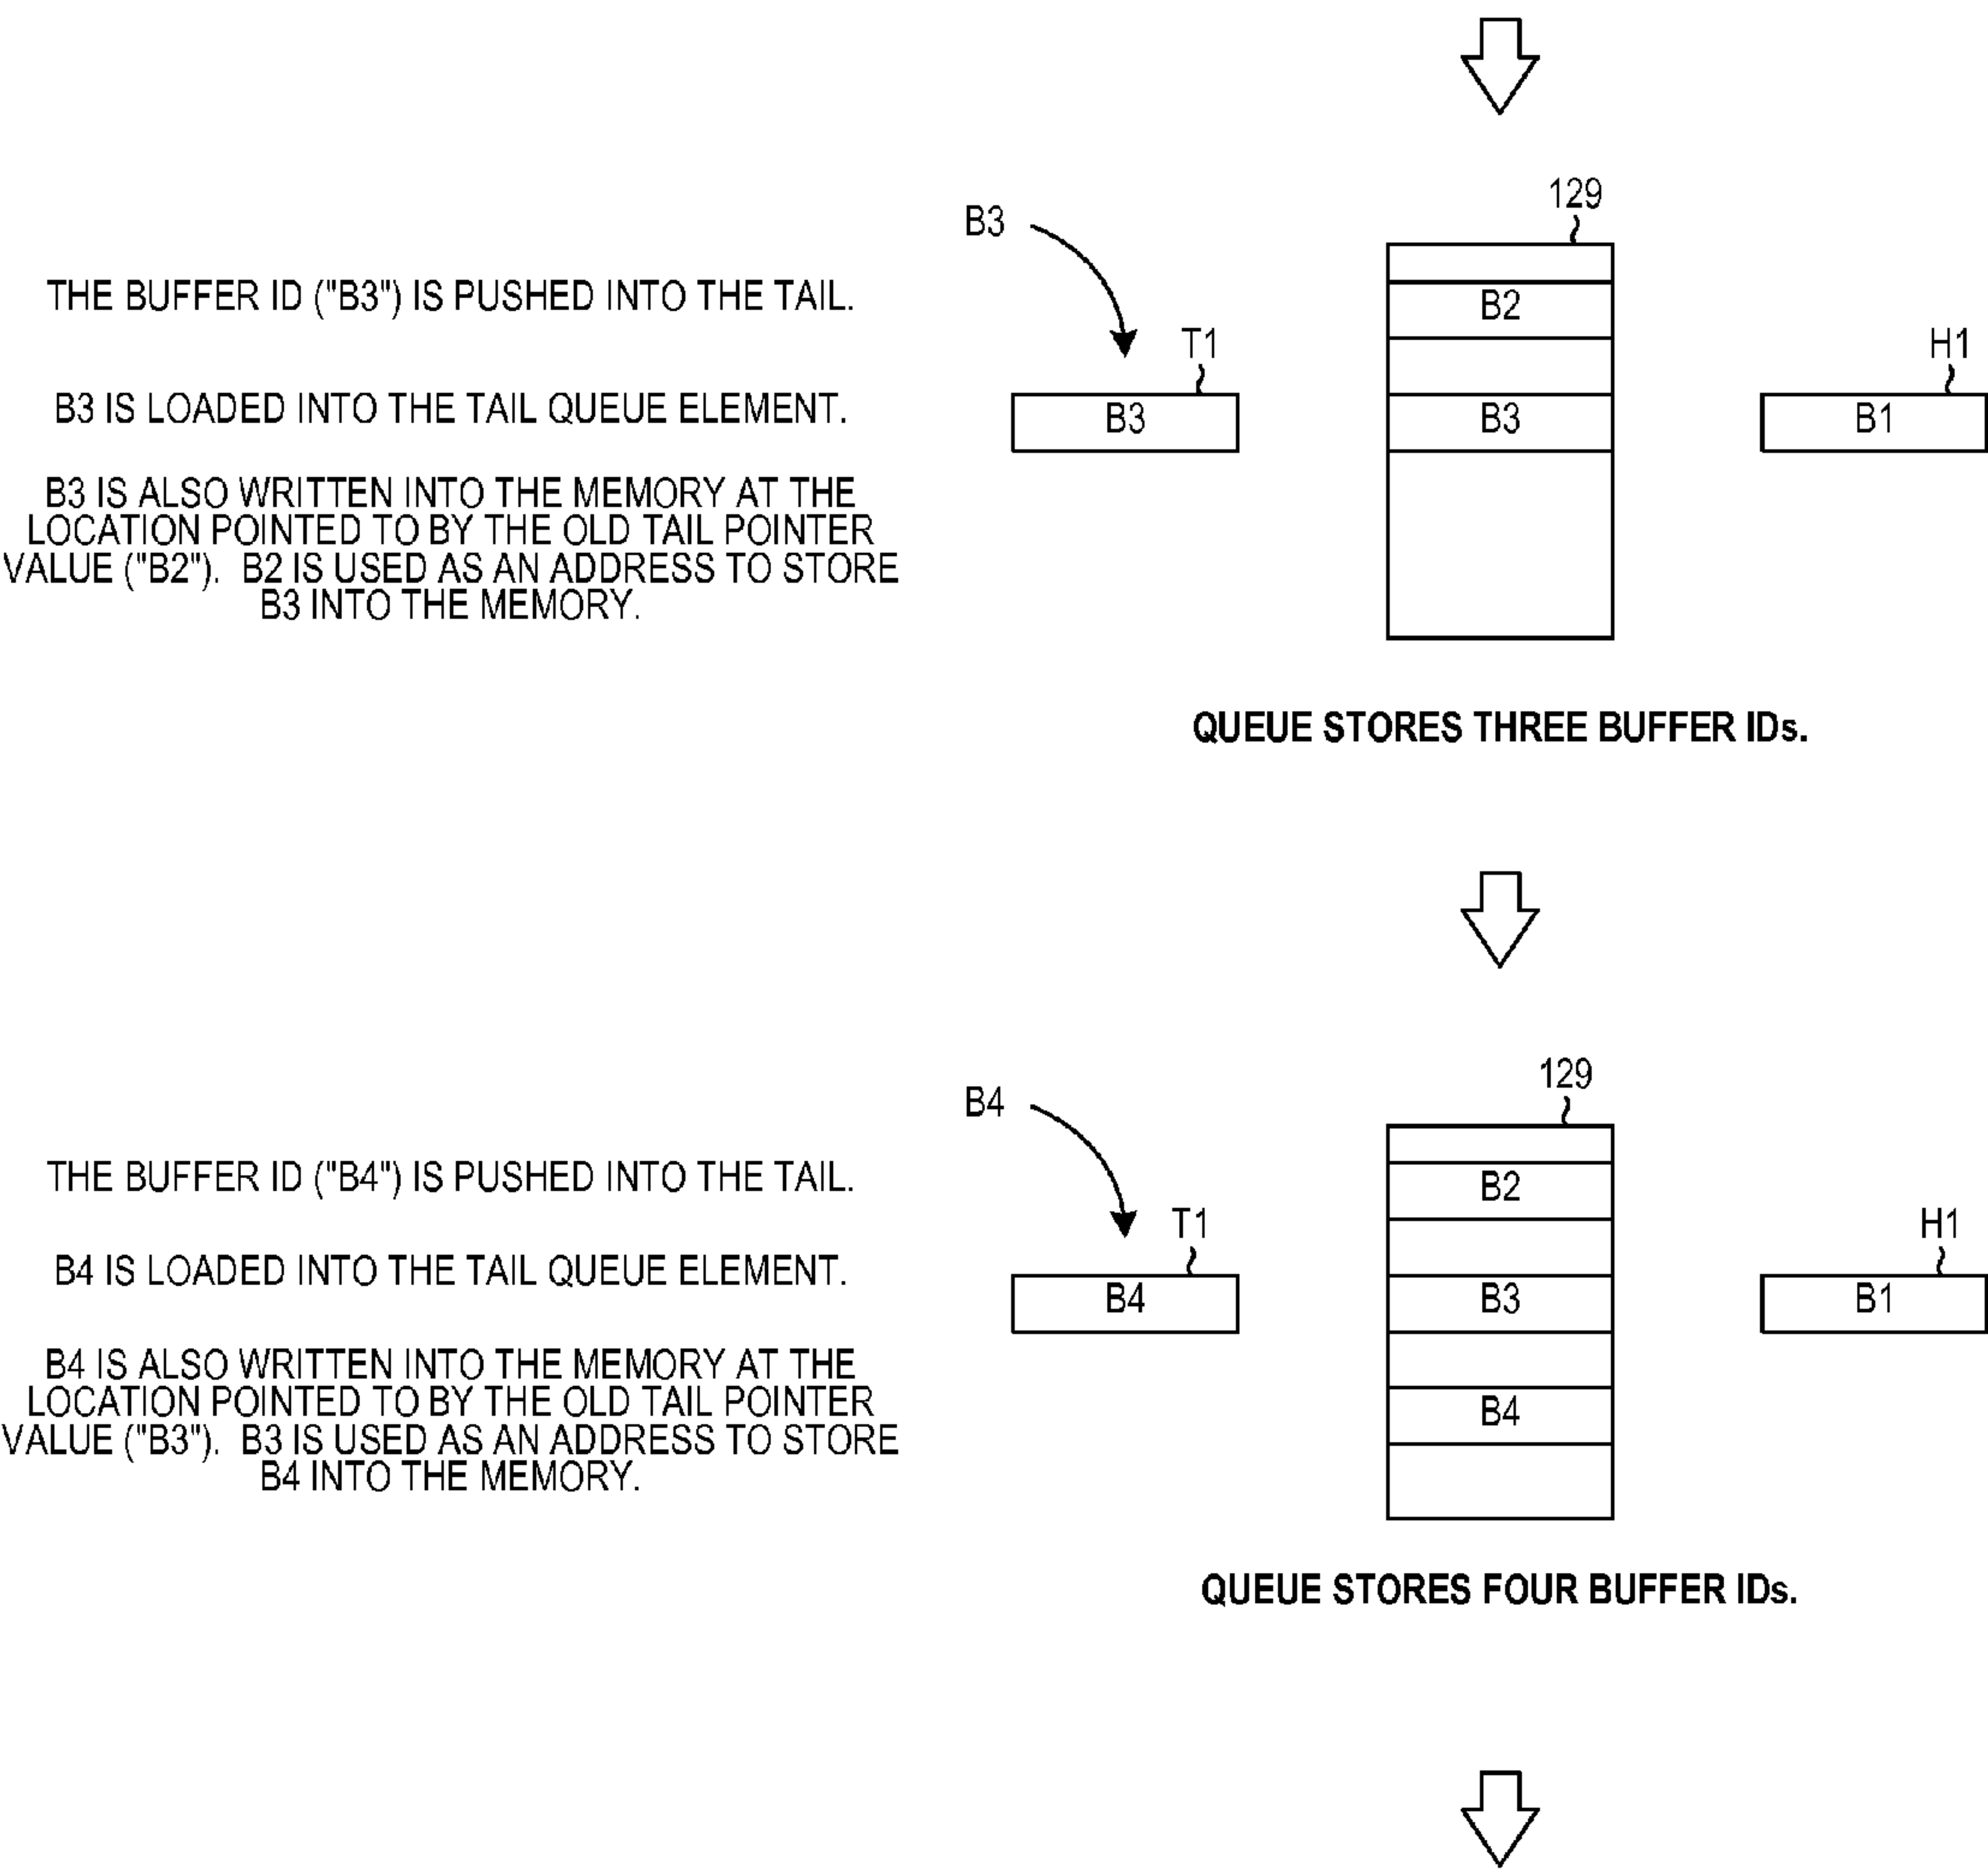 129
B3
B2
THE BUFFER ID ("B3") IS PUSHED INTO THE TAIL.
T1
H1
B3 IS LOADED INTO THE TAIL QUEUE ELEMENT.
B3
B3
B1
B3 IS ALSO WRITTEN INTO THE MEMORY AT THE
LOCATION POINTED TO BY THE OLD TAIL POINTER
VALUE ("B2"). B2 IS USED AS AN ADDRESS TO STORE
B3 INTO THE MEMORY.
QUEUE STORES THREE BUFFER IDs.
129
B4
THE BUFFER ID ("B4") IS PUSHED INTO THE TAIL.
B2
T1
H1
B4 IS LOADED INTO THE TAIL QUEUE ELEMENT.
B4
B3
B1
B4 IS ALSO WRITTEN INTO THE MEMORY AT THE
LOCATION POINTED TO BY THE OLD TAIL POINTER
VALUE ("B3"). B3 IS USED AS AN ADDRESS TO STORE
B4 INTO THE MEMORY.
B4
QUEUE STORES FOUR BUFFER IDs.